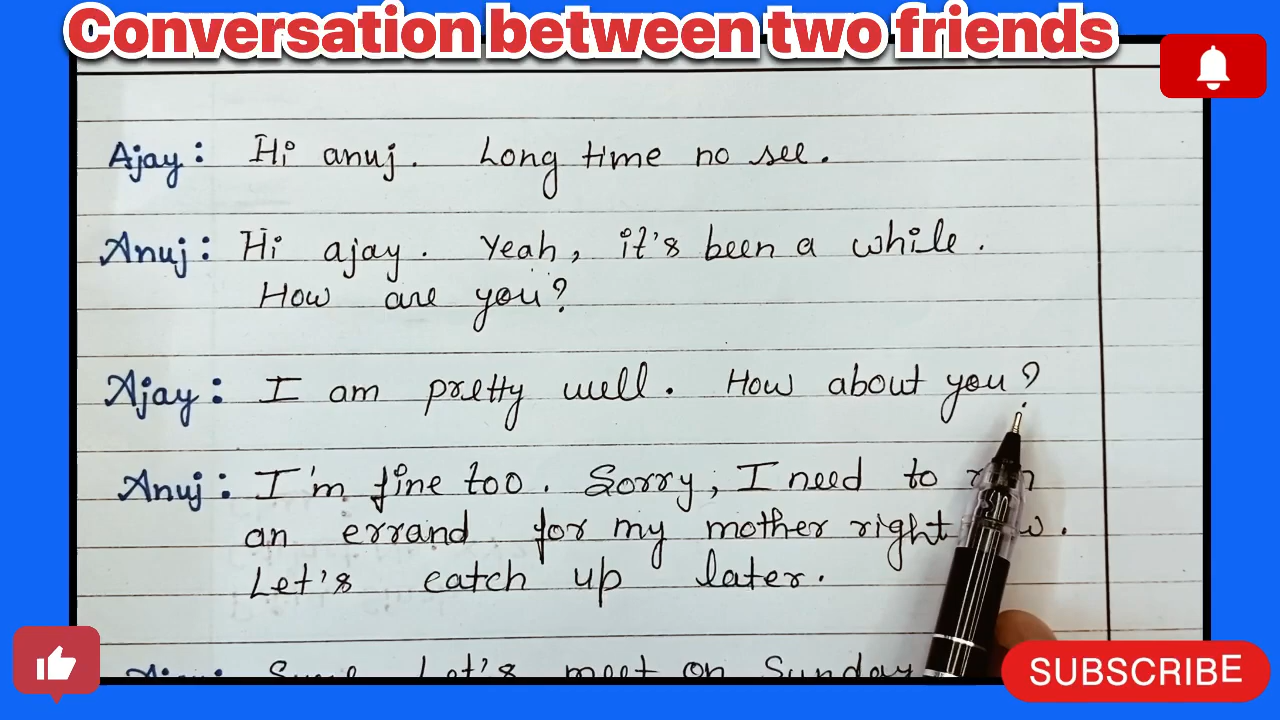 Conversation between two friends
Ajay: Hi anuj. Long time no see.
Anuj: Hi ajay. Yeah, it's been a while.
How are you?
Ajay: I am pretty well. How about you?
Anuj: I'm fine too. Sorry, I need to
an errand for my mother right
Let's catch up later.
Let's meet on Sunday
SUBSCRIBE